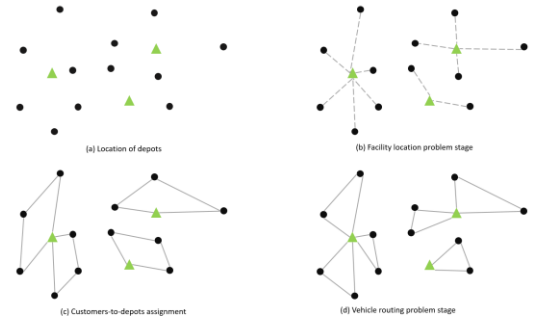 (a) Location of depots
(b) Facility location problem stage
(c) Customers-to-depots assignment
(d) Vehicle routing problem stage